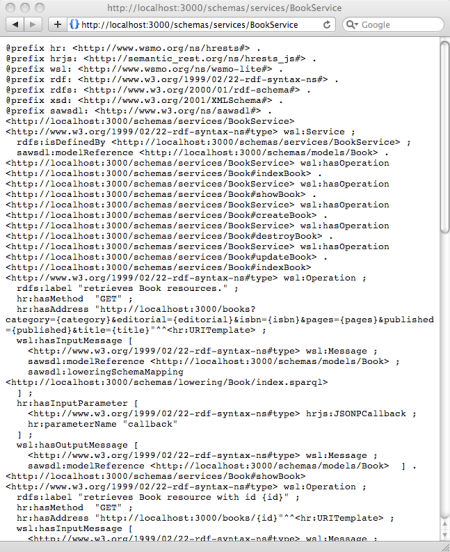 http://localhost:3000/schemas/services/BookService
http://localhost:3000/schemas/services/BookService
Google
@prefix hr: <http://www.wsmo.org/ns/hrests#> .
@prefix hrjs: <http://semantic_rest.org/ns/hrests_js#> .
@prefix wsl: <http://www.wsmo.org/ns/wsmo-lite#> .
@prefix rdf: <http://www.w3.org/1999/02/22-rdf-syntax-ns#> .
@prefix rdfs: <http://www.w3.org/2000/01/rdf-schema#> .
@prefix xsd: <http://www.w3.org/2001/XMLSchema#> .
@prefix sawsdl: <http://www.w3.org/ns/sawsdl#> .
<http://localhost:3000/schemas/services/BookService>
<http://www.w3.org/1999/02/22-rdf-syntax-ns#type> wsl:Service ;
rdfs:isDefinedBy <http://localhost:3000/schemas/services/BookService> ;
sawsdl:modelReference <http://localhost:3000/schemas/models/Book> .
<http://localhost:3000/schemas/services/BookService> wsl:hasOperation
<http://localhost:3000/schemas/services/Book#indexBook> .
<http://localhost:3000/schemas/services/BookService> wsl:hasOperation
<http://localhost:3000/schemas/services/Book#showBook> .
<http://localhost:3000/schemas/services/BookService> wsl:hasOperation
<http://localhost:3000/schemas/services/Book#createBook> .
<http://localhost:3000/schemas/services/BookService> wsl:hasOperation
<http://localhost:3000/schemas/services/Book#destroyBook> .
<http://localhost:3000/schemas/services/BookService> wsl:hasOperation
<http://localhost:3000/schemas/services/Book#updateBook> .
<http://localhost:3000/schemas/services/Book#indexBook>
<http://www.w3.org/1999/02/22-rdf-syntax-ns#type> wsl:Operation ;
rdfs:label "retrieves Book resources." ;
hr:hasMethod "GET" ;
hr:hasAddress "http://localhost:3000/books?
category={category}&editorial={editorial}&isbn={isbn}&pages={pages}&published
={published}&title={title}"^^<hr:URITemplate> ;
wsl:hasInputMessage [
<http://www.w3.org/1999/02/22-rdf-syntax-ns#type> wsl:Message ;
sawsdl:modelReference <http://localhost:3000/schemas/models/Book> ;
sawsdl:loweringSchemaMapping
<http://localhost:3000/schemas/lowering/Book/index.sparql>
] ;
hr:hasInputParameter [
<http://www.w3.org/1999/02/22-rdf-syntax-ns#type> hrjs:JSONPCallback ;
hr:parameterName "callback"
] ;
wsl:hasOutputMessage [
<http://www.w3.org/1999/02/22-rdf-syntax-ns#type> wsl:Message ;
sawsdl:modelReference <http://localhost:3000/schemas/models/Book> ] .
<http://localhost:3000/schemas/services/Book#showBook>
<http://www.w3.org/1999/02/22-rdf-syntax-ns#type> wsl:Operation ;
rdfs:label "retrieves Book resource with id {id}" ;
hr:hasMethod "GET" ;
hr:hasAddress "http://localhost:3000/books/{id}"^^<hr:URITemplate> ;
wsl:hasInputMessage [
<http://www.w3.org/1999/02/22-rdf-syntax-ns#type> wsl:Message ;